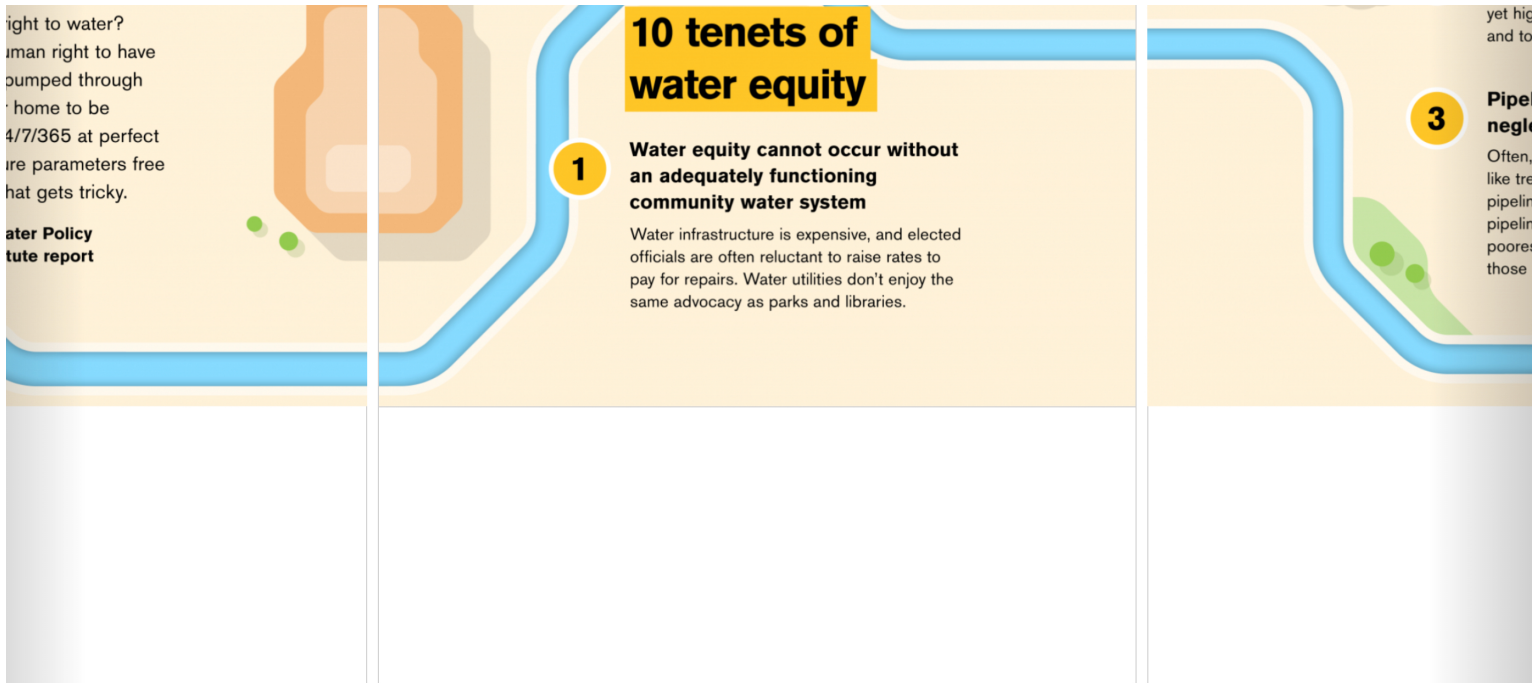 right to water?
human right to have
pumped through
home to be
4/7/365 at perfect
ure parameters free
hat gets tricky.
ater Policy
tute report
10 tenets of
water equity
1
Water equity cannot occur without
an adequately functioning
community water system
Water infrastructure is expensive, and elected
officials are often reluctant to raise rates to
pay for repairs. Water utilities don’t enjoy the
same advocacy as parks and libraries.
yet hig
and to
3
Pipel
negle
Often,
like tre
pipelin
pipelin
poores
those